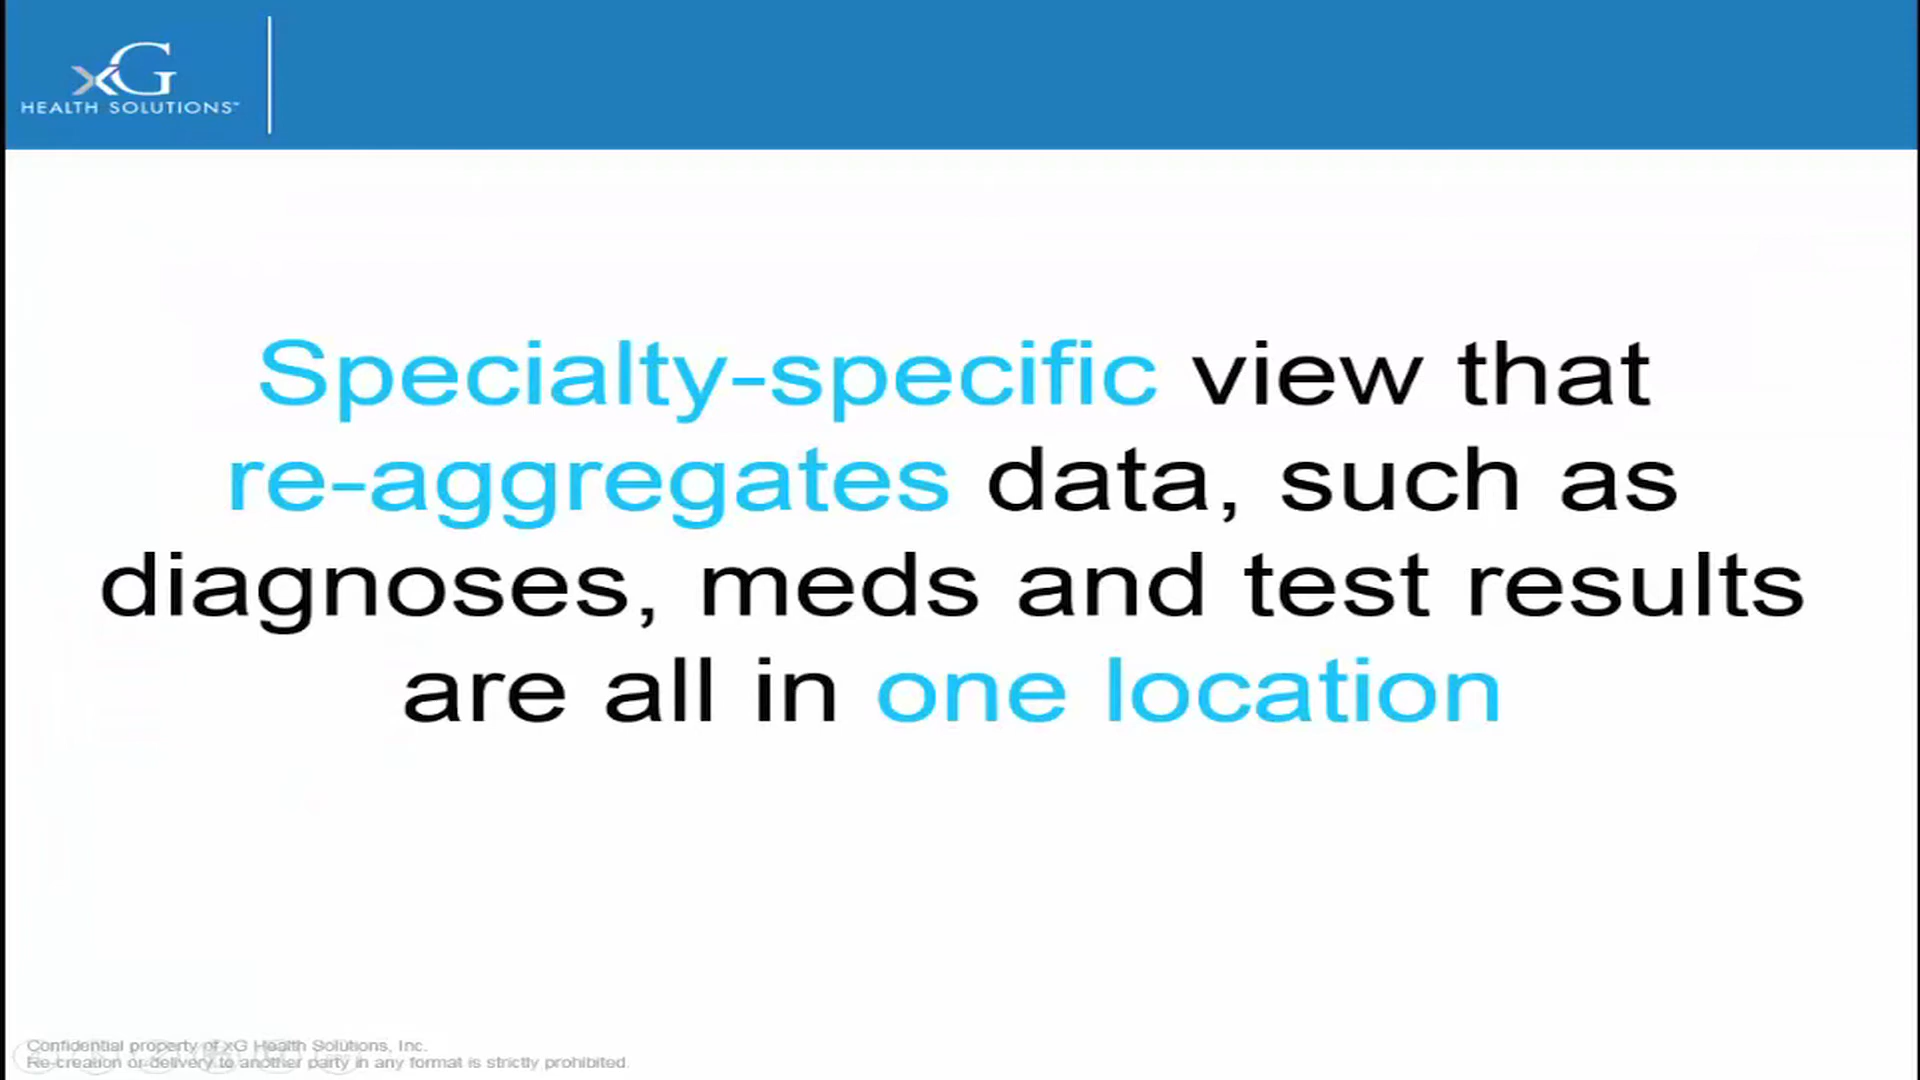 xG
HEALTH SOLUTIONS™
Specialty-specific view that
re-aggregates data, such as
diagnoses, meds and test results
are all in one location
Confidential property of xG Health Solutions, Inc.
Re-creation or delivery to another party in any format is strictly prohibited.